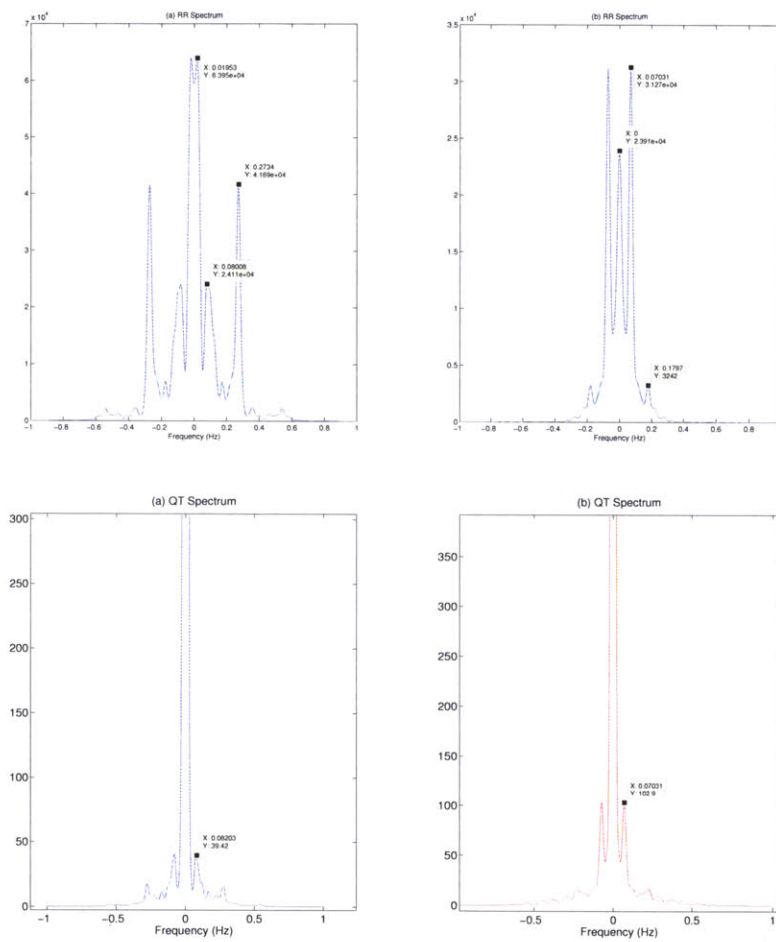 (a) RR Spectrum
7 x 10⁴
6
5
4
3
2
1
0
X: 0.01953
Y: 6.395e+04
X: 0.2734
Y: 4.169e+04
X: 0.08008
Y: 2.411e+04
-1 -0.8 -0.6 -0.4 -0.2 0 0.2 0.4 0.6 0.8 1
Frequency (Hz)
(b) RR Spectrum
3.5 x 10⁴
3
2.5
2
1.5
1
0.5
0
X: 0.07031
Y: 3.127e+04
X: 0
Y: 2.391e+04
X: 0.1797
Y: 3242
-1 -0.8 -0.6 -0.4 -0.2 0 0.2 0.4 0.6 0.8
Frequency (Hz)
(a) QT Spectrum
300
250
200
150
100
50
0
X: 0.08203
Y: 39.42
-1 -0.5 0 0.5 1
Frequency (Hz)
(b) QT Spectrum
350
300
250
200
150
100
50
0
X: 0.07031
Y: 102.9
-0.5 0 0.5 1
Frequency (Hz)